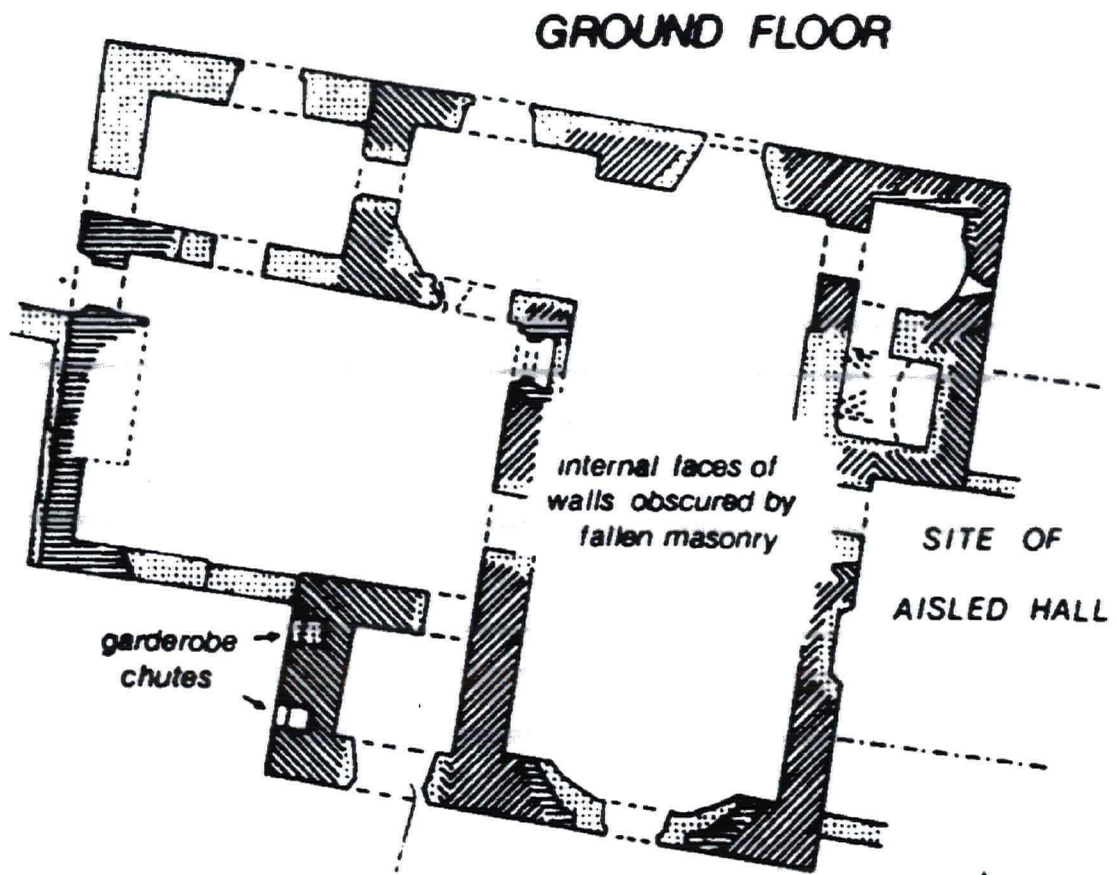 GROUND FLOOR
internal faces of
walls obscured by
fallen masonry
SITE OF
AISLED HALL
garderobe
chutes